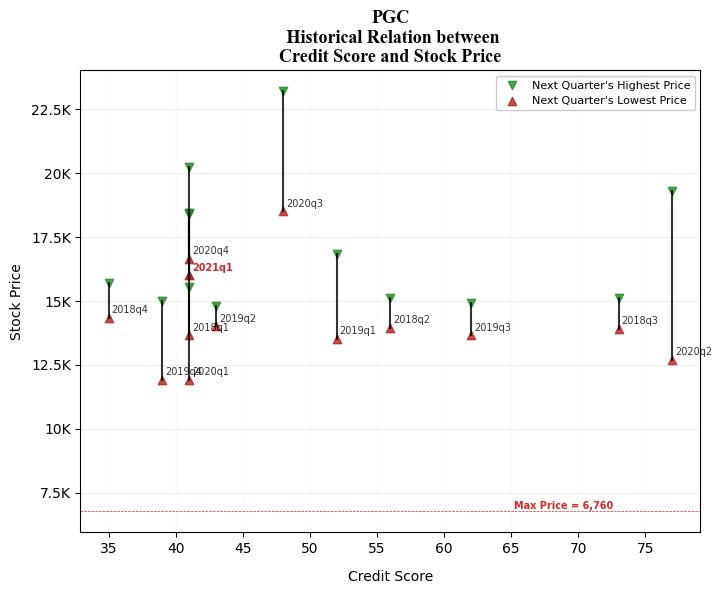 PGC
Historical Relation between
Credit Score and Stock Price
Next Quarter's Highest Price
Next Quarter's Lowest Price
Stock Price
22.5K
20K
17.5K
15K
12.5K
10K
7.5K
2020q3
2020q4
2021q1
2018q4
2018q1
2019q2
2019q1
2018q2
2019q3
2018q3
2020q2
2019q4
2020q1
Max Price = 6,760
35
40
45
50
55
60
65
70
75
Credit Score